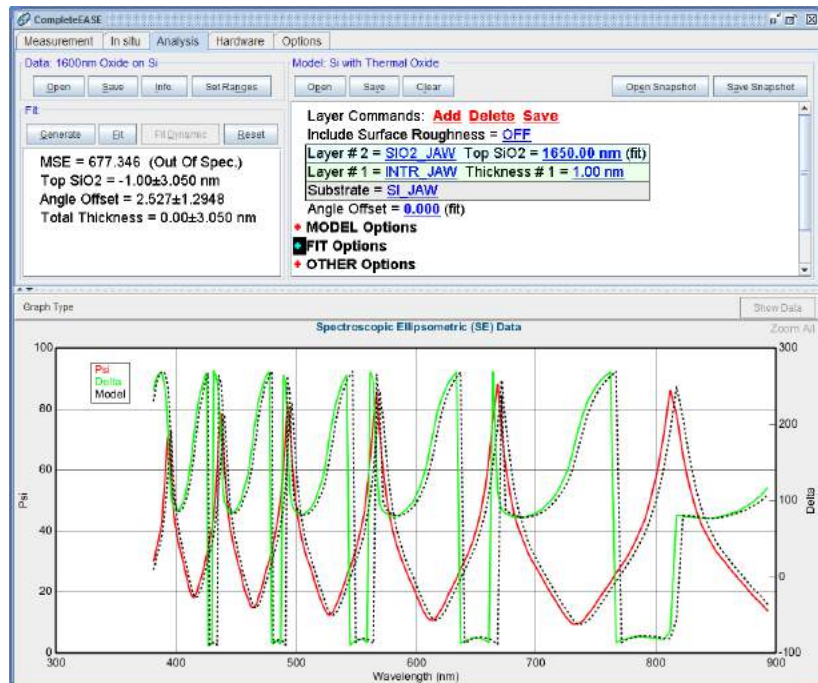 CompleteEASE
Measurement In situ Analysis Hardware Options
Data: 1600nm Oxide on Si
Open Save Info Set Ranges
Fit:
Generate Fit Fit Dynamic Reset
MSE = 677.346 (Out Of Spec.)
Top SiO2 = -1.00±3.050 nm
Angle Offset = 2.527±1.2948
Total Thickness = 0.00±3.050 nm
Model: Si with Thermal Oxide
Open Save Clear Open Snapshot Save Snapshot
Layer Commands: Add Delete Save
Include Surface Roughness = OFF
Layer # 2 = SIO2_JAW Top SiO2 = 1650.00 nm (fit)
Layer # 1 = INTR_JAW Thickness # 1 = 1.00 nm
Substrate = SI_JAW
Angle Offset = 0.000 (fit)
+ MODEL Options
+ FIT Options
+ OTHER Options
Graph Type Show Data
Spectroscopic Ellipsometric (SE) Data Zoom All
Psi
Delta
Model
100
80
60
40
20
0
Psi
300
200
100
0
-100
Delta
300 400 500 600 700 800 900
Wavelength (nm)